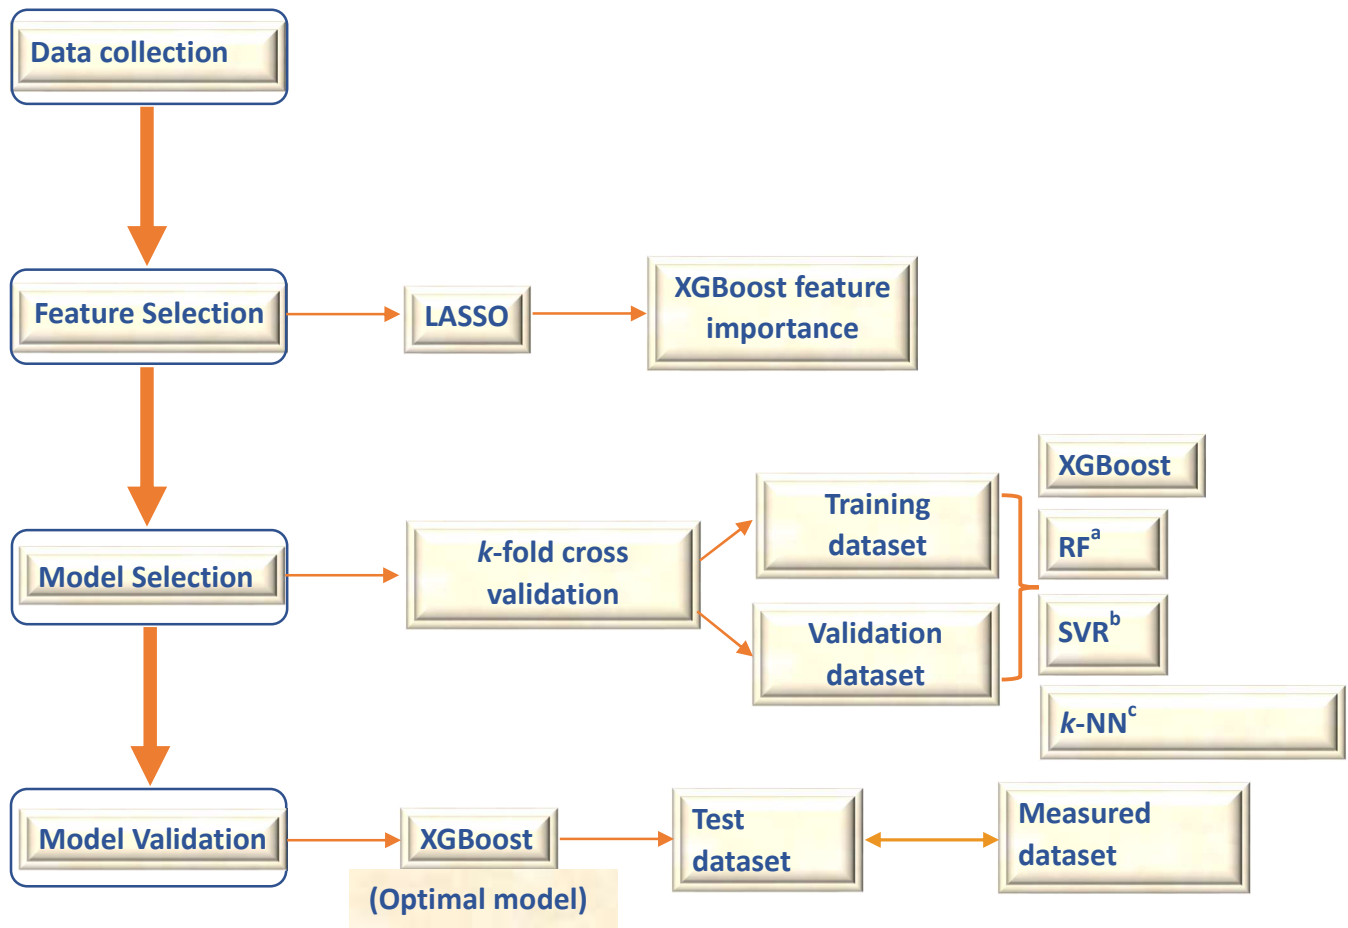 Data collection
Feature Selection
LASSO
XGBoost feature
importance
Model Selection
k-fold cross
validation
Training
dataset
Validation
dataset
XGBoost
RFᵃ
SVRᵇ
k-NNᶜ
Model Validation
XGBoost
(Optimal model)
Test
dataset
Measured
dataset